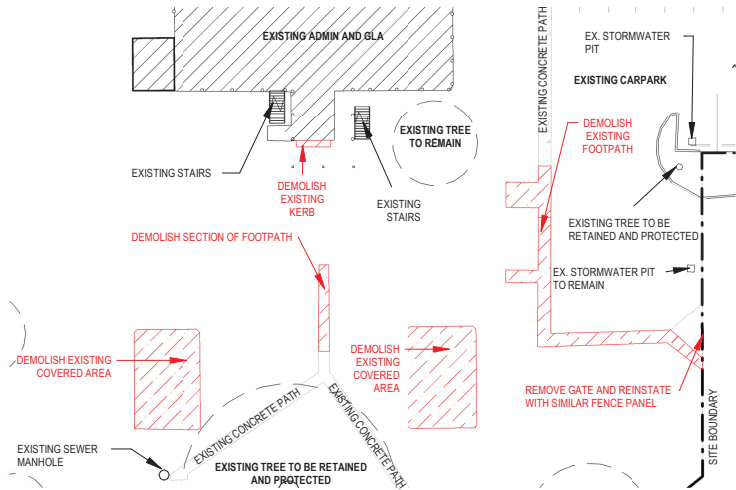 EXISTING ADMIN AND GLA
EXISTING CONCRETE PATH
EX. STORMWATER
PIT
EXISTING CARPARK
EXISTING TREE
TO REMAIN
DEMOLISH
EXISTING
FOOTPATH
EXISTING STAIRS
DEMOLISH
EXISTING
KERB
EXISTING
STAIRS
EXISTING TREE TO BE
RETAINED AND PROTECTED
DEMOLISH SECTION OF FOOTPATH
EX. STORMWATER PIT
TO REMAIN
DEMOLISH EXISTING
COVERED AREA
DEMOLISH
EXISTING
COVERED
AREA
REMOVE GATE AND REINSTATE
WITH SIMILAR FENCE PANEL
SITE BOUNDARY
EXISTING CONCRETE PATH
EXISTING CONCRETE PATH
EXISTING SEWER
MANHOLE
EXISTING TREE TO BE RETAINED
AND PROTECTED